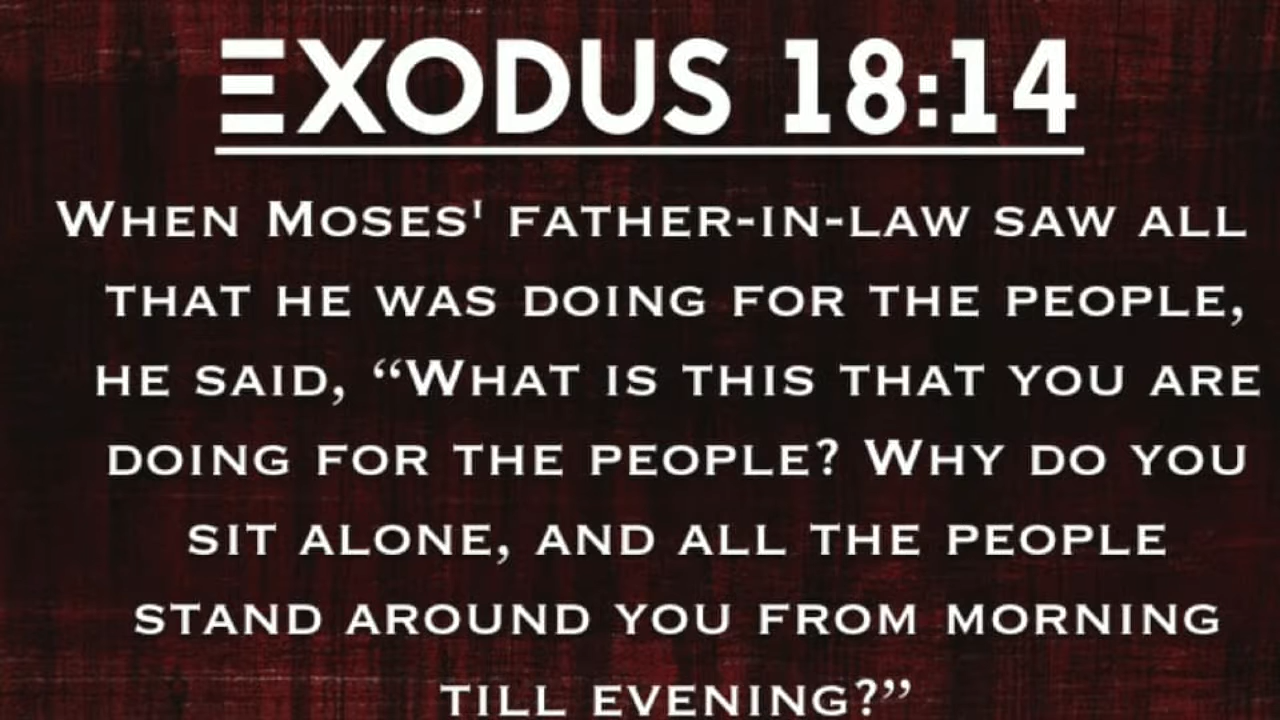 EXODUS 18:14
When Moses' father-in-law saw all
that he was doing for the people,
he said, “What is this that you are
doing for the people? Why do you
sit alone, and all the people
stand around you from morning
till evening?”